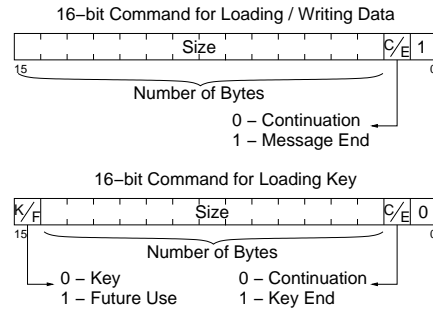 16–bit Command for Loading / Writing Data
Size C/E 1
15 0
Number of Bytes
0 – Continuation
1 – Message End
16–bit Command for Loading Key
K/F Size C/E 0
15 0
Number of Bytes
0 – Key 0 – Continuation
1 – Future Use 1 – Key End